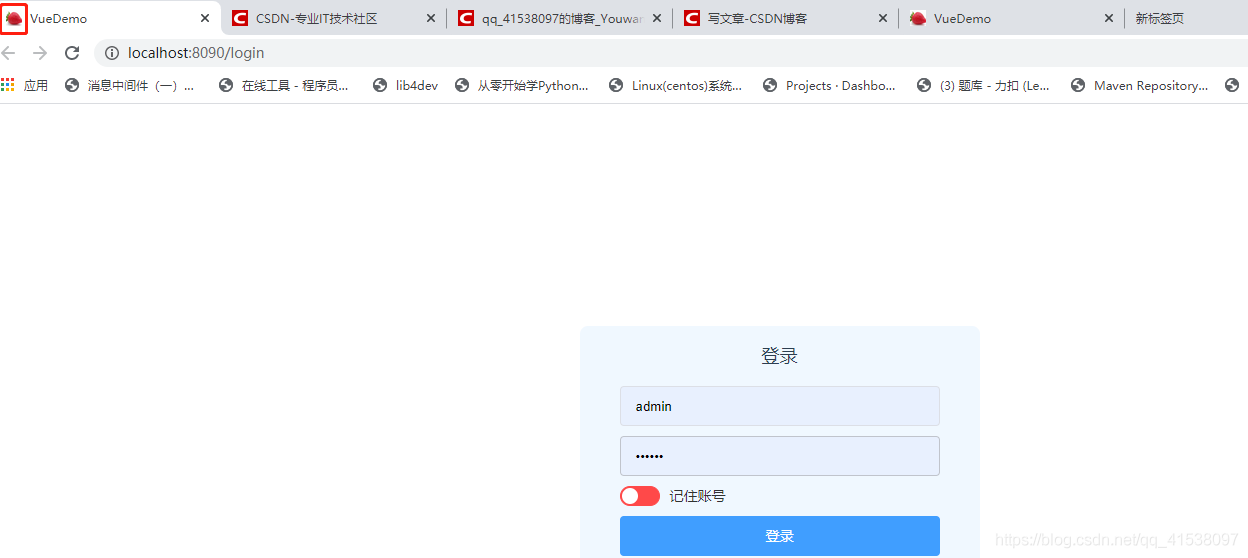 VueDemo CSDN-专业IT技术社区 qq_41538097的博客_Youwan 写文章-CSDN博客 VueDemo 新标签页
localhost:8090/login
应用 消息中间件（一）... 在线工具 - 程序员... lib4dev 从零开始学Python... Linux(centos)系统... Projects · Dashbo... (3) 题库 - 力扣 (Le... Maven Repository...
登录
admin
••••••
记住账号
登录
https://blog.csdn.net/qq_41538097